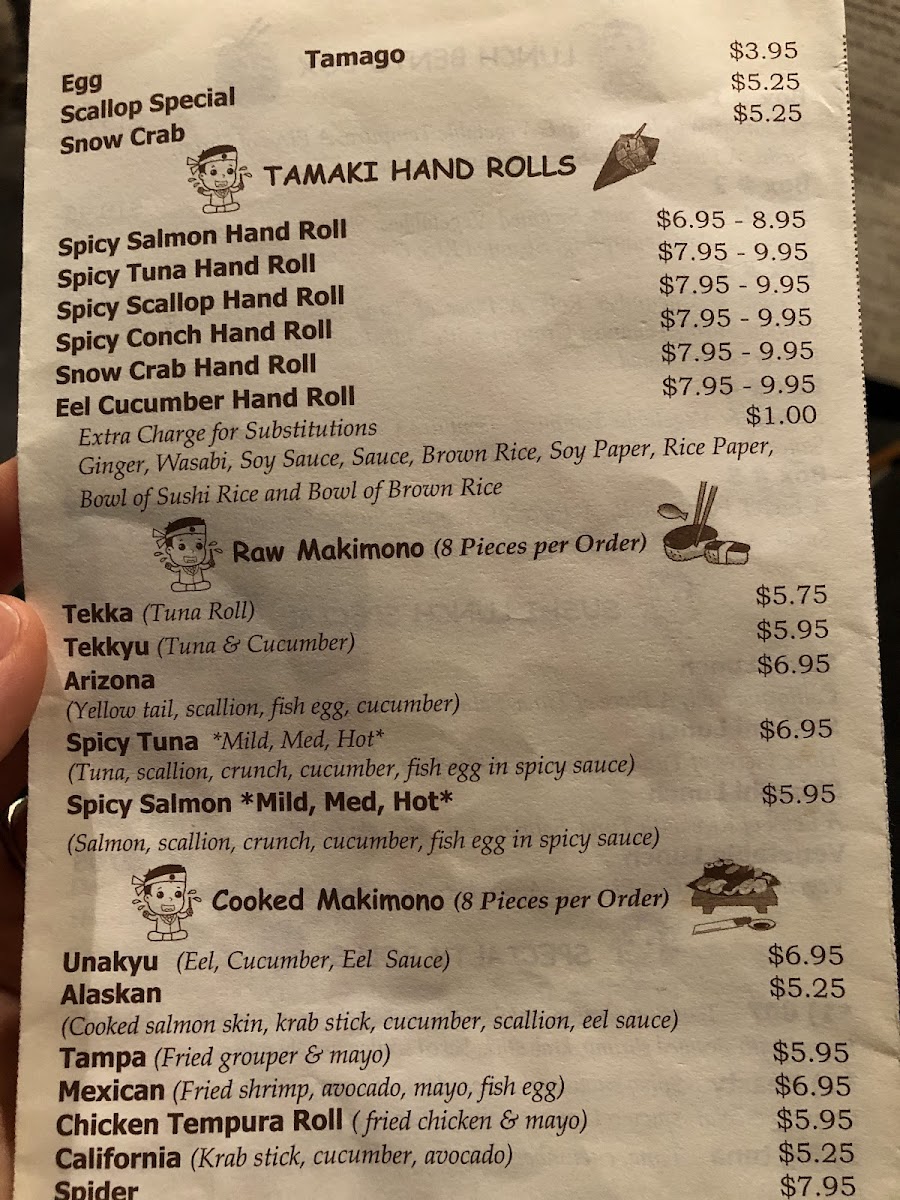 Egg Tamago $3.95
Scallop Special $5.25
Snow Crab $5.25
TAMAKI HAND ROLLS
Spicy Salmon Hand Roll $6.95 - 8.95
Spicy Tuna Hand Roll $7.95 - 9.95
Spicy Scallop Hand Roll $7.95 - 9.95
Spicy Conch Hand Roll $7.95 - 9.95
Snow Crab Hand Roll $7.95 - 9.95
Eel Cucumber Hand Roll $7.95 - 9.95
Extra Charge for Substitutions $1.00
Ginger, Wasabi, Soy Sauce, Sauce, Brown Rice, Soy Paper, Rice Paper,
Bowl of Sushi Rice and Bowl of Brown Rice
Raw Makimono (8 Pieces per Order)
Tekka (Tuna Roll) $5.75
Tekkyu (Tuna & Cucumber) $5.95
Arizona $6.95
(Yellow tail, scallion, fish egg, cucumber)
Spicy Tuna *Mild, Med, Hot* $6.95
(Tuna, scallion, crunch, cucumber, fish egg in spicy sauce)
Spicy Salmon *Mild, Med, Hot* $5.95
(Salmon, scallion, crunch, cucumber, fish egg in spicy sauce)
Cooked Makimono (8 Pieces per Order)
Unakyu (Eel, Cucumber, Eel Sauce) $6.95
Alaskan $5.25
(Cooked salmon skin, krab stick, cucumber, scallion, eel sauce)
Tampa (Fried grouper & mayo) $5.95
Mexican (Fried shrimp, avocado, mayo, fish egg) $6.95
Chicken Tempura Roll ( fried chicken & mayo) $5.95
California (Krab stick, cucumber, avocado) $5.25
Spider $7.95